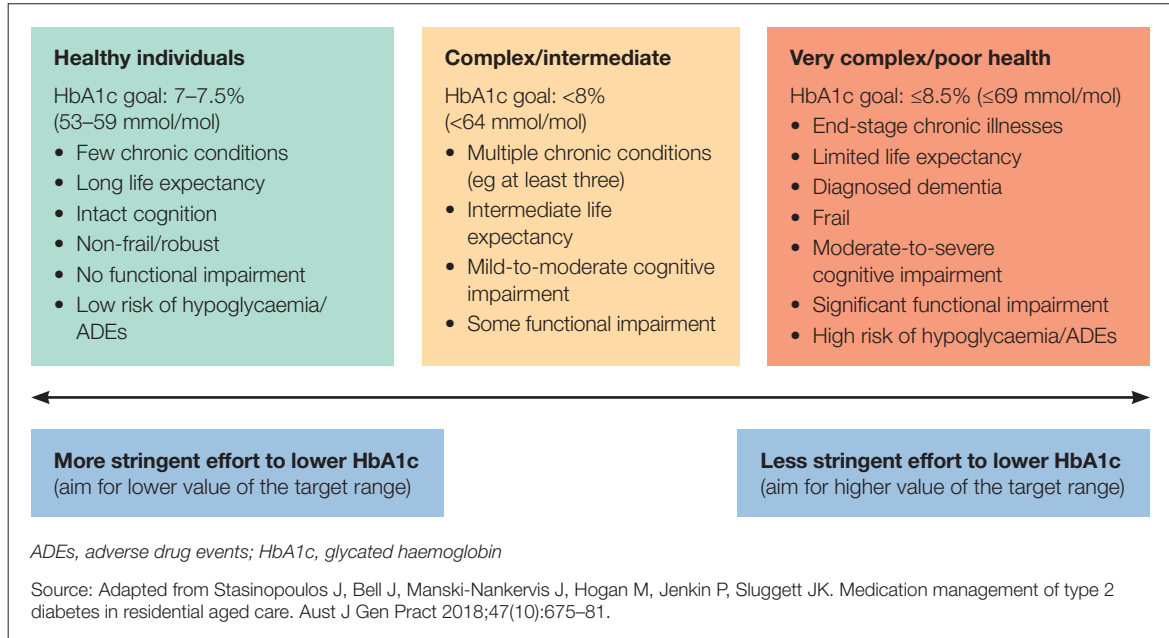 Healthy individuals
HbA1c goal: 7–7.5%
(53–59 mmol/mol)
• Few chronic conditions
• Long life expectancy
• Intact cognition
• Non-frail/robust
• No functional impairment
• Low risk of hypoglycaemia/
ADEs
Complex/intermediate
HbA1c goal: <8%
(<64 mmol/mol)
• Multiple chronic conditions
(eg at least three)
• Intermediate life
expectancy
• Mild-to-moderate cognitive
impairment
• Some functional impairment
Very complex/poor health
HbA1c goal: ≤8.5% (≤69 mmol/mol)
• End-stage chronic illnesses
• Limited life expectancy
• Diagnosed dementia
• Frail
• Moderate-to-severe
cognitive impairment
• Significant functional impairment
• High risk of hypoglycaemia/ADEs
More stringent effort to lower HbA1c
(aim for lower value of the target range)
Less stringent effort to lower HbA1c
(aim for higher value of the target range)
ADEs, adverse drug events; HbA1c, glycated haemoglobin
Source: Adapted from Stasinopoulos J, Bell J, Manski-Nankervis J, Hogan M, Jenkin P, Sluggett JK. Medication management of type 2
diabetes in residential aged care. Aust J Gen Pract 2018;47(10):675–81.